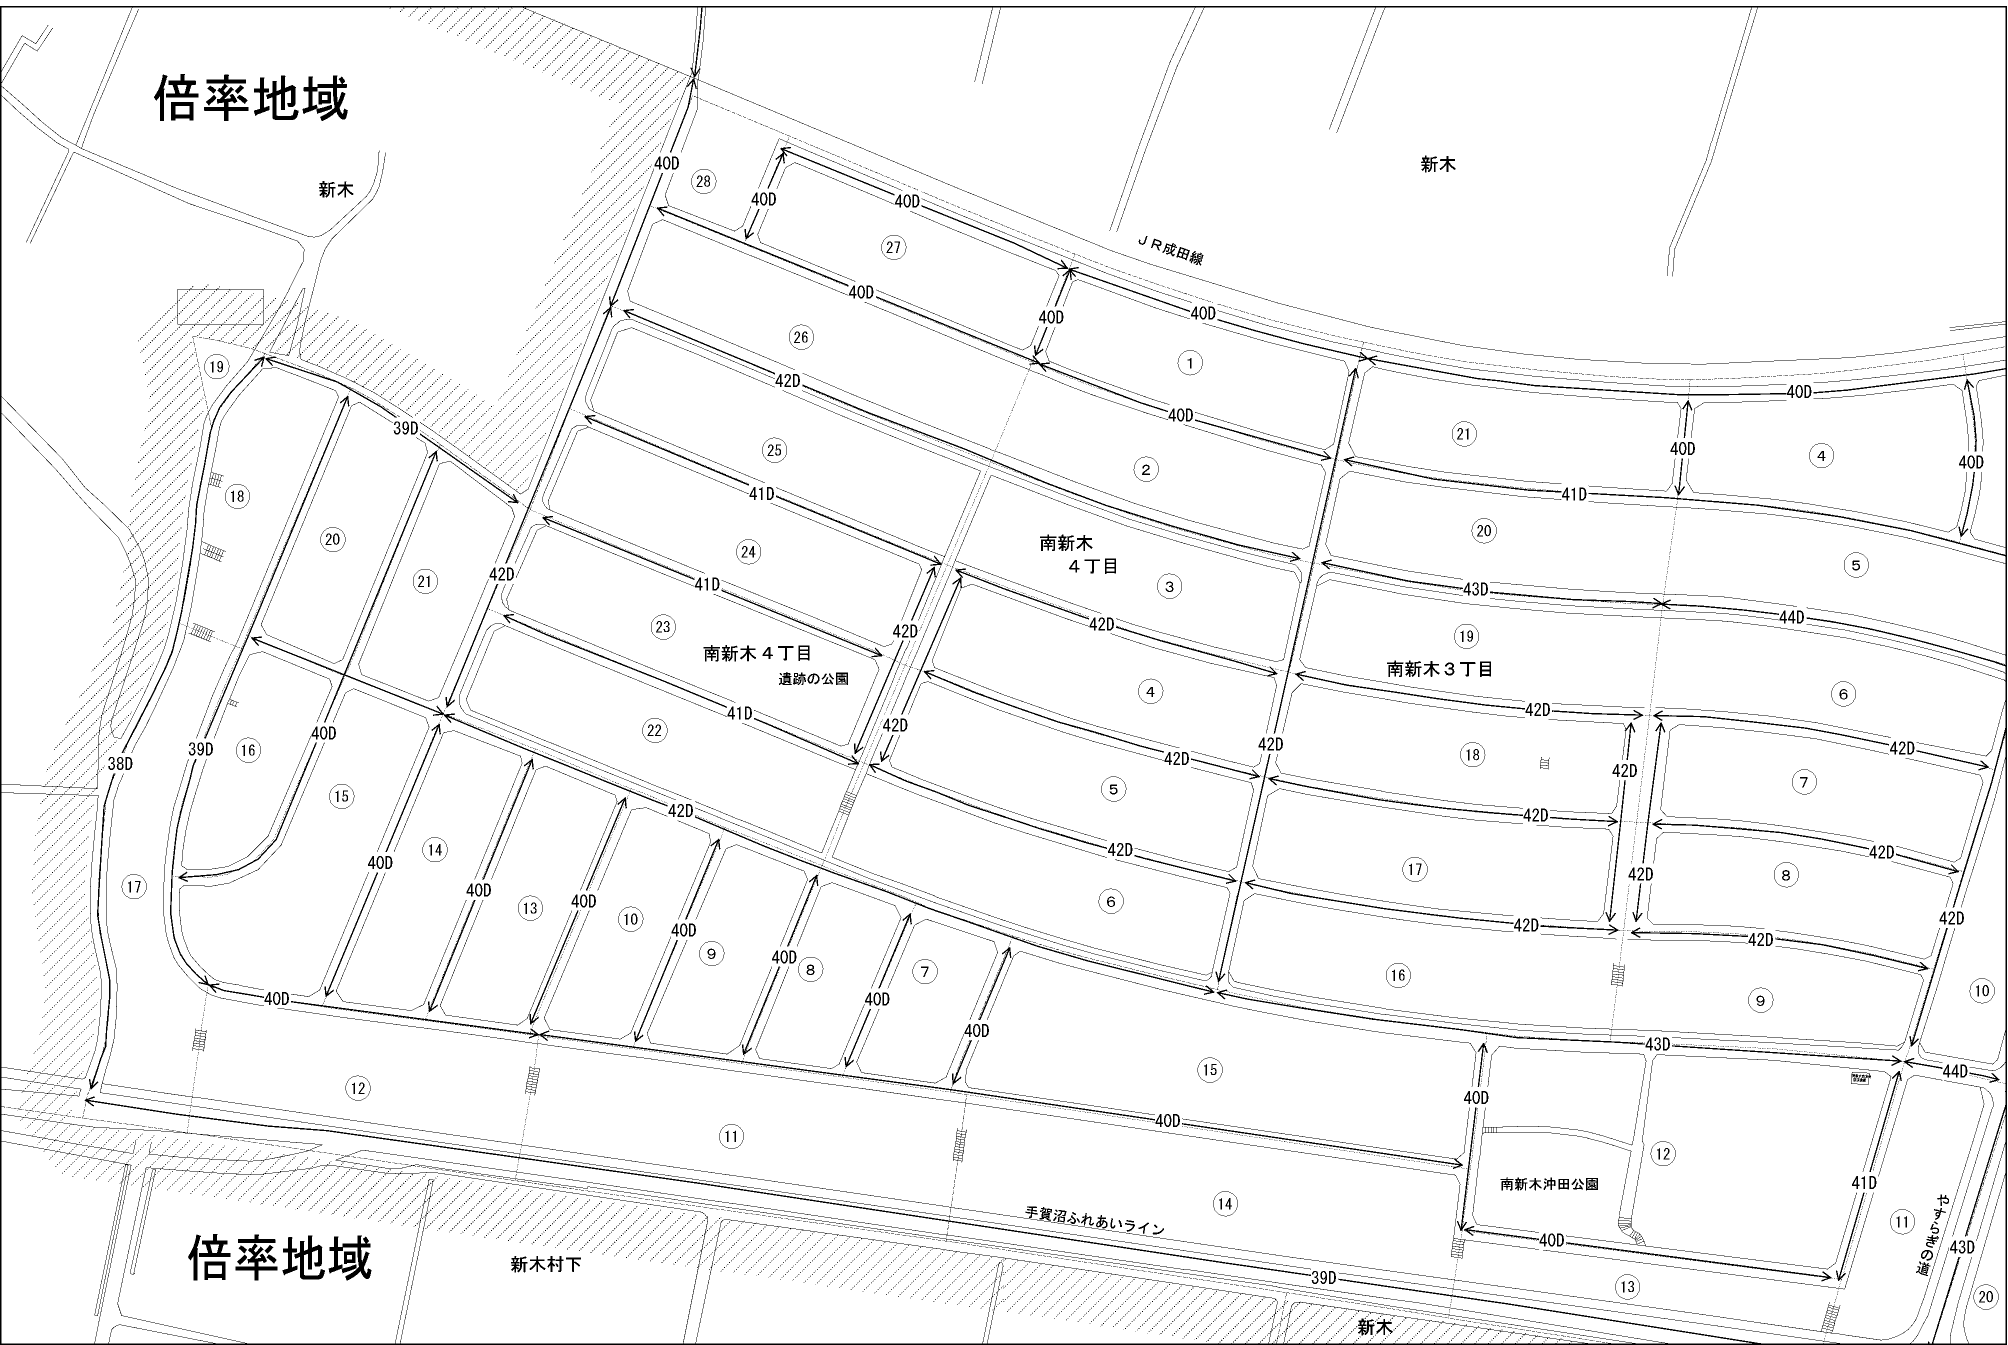 倍率地域
新木
新木
40D
㉘
40D
40D
㉗
ＪＲ成田線
40D
40D
40D
㉖
①
⑲
42D
40D
40D
39D
㉕
②
㉑
40D
④
40D
⑱
41D
41D
⑳
㉔
南新木
４丁目
⑳
⑤
㉑
42D
41D
③
43D
44D
㉓
42D
42D
⑲
南新木４丁目
遺跡の公園
南新木３丁目
④
⑥
㉒
41D
42D
42D
40D
39D
⑯
38D
42D
⑱
42D
42D
42D
⑮
⑤
⑦
42D
42D
⑭
40D
42D
42D
⑰
42D
42D
⑧
⑰
40D
40D
⑬
⑩
⑥
42D
42D
42D
40D
⑨
40D
⑧
⑦
40D
40D
40D
⑯
⑨
⑩
43D
44D
⑫
⑮
40D
40D
⑪
⑫
南新木沖田公園
41D
⑭
手賀沼ふれあいライン
⑪
やすらぎの道
43D
40D
39D
⑬
⑳
倍率地域
新木村下
新木